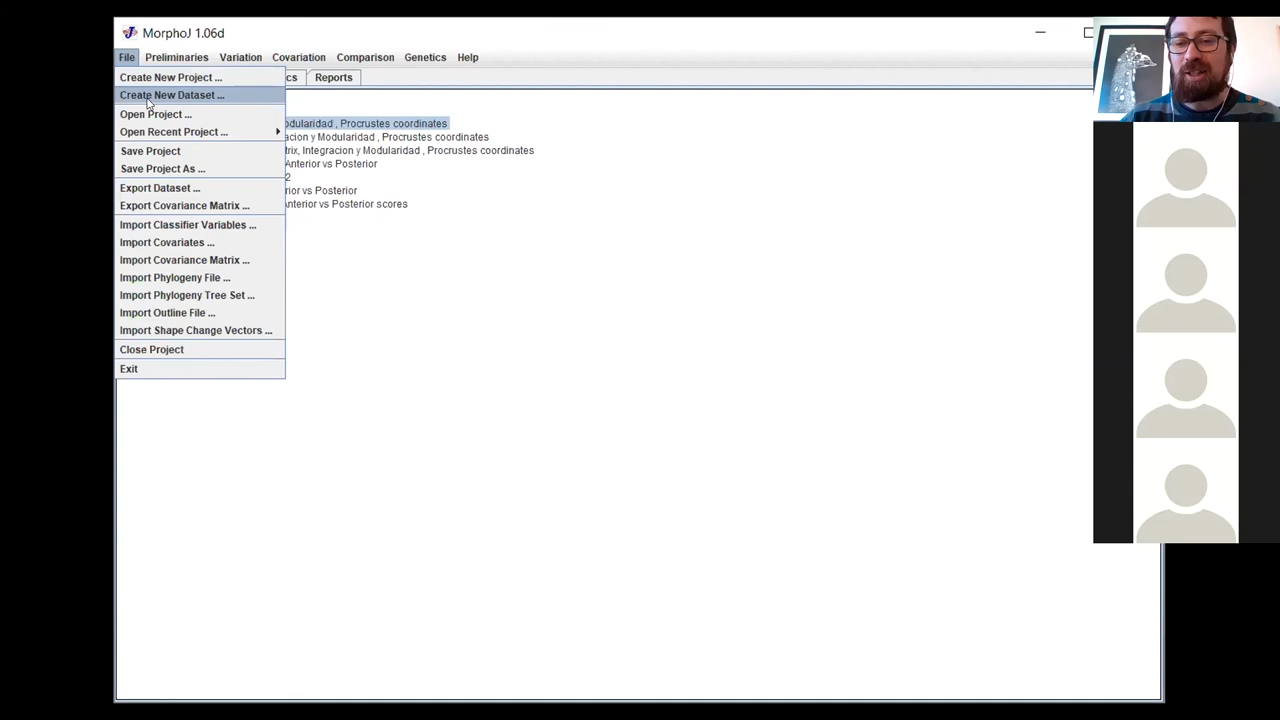 MorphoJ 1.06d
File Preliminaries Variation Covariation Comparison Genetics Help
Create New Project ...
cs Reports
Create New Dataset ...
Open Project ...
odularidad , Procrustes coordinates
Open Recent Project ...
acion y Modularidad , Procrustes coordinates
Save Project
trix, Integracion y Modularidad , Procrustes coordinates
Save Project As ...
Anterior vs Posterior
2
Export Dataset ...
rior vs Posterior
Export Covariance Matrix ...
Anterior vs Posterior scores
Import Classifier Variables ...
Import Covariates ...
Import Covariance Matrix ...
Import Phylogeny File ...
Import Phylogeny Tree Set ...
Import Outline File ...
Import Shape Change Vectors ...
Close Project
Exit